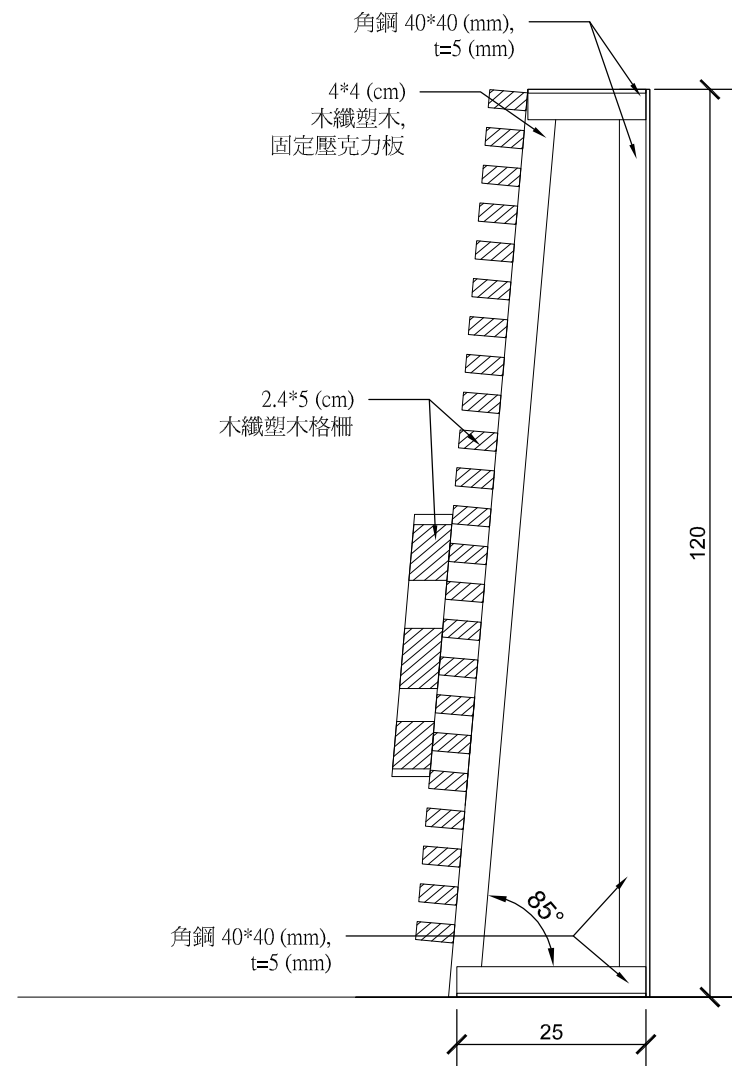 角鋼 40*40 (mm),
t=5 (mm)
4*4 (cm)
木纖塑木,
固定壓克力板
2.4*5 (cm)
木纖塑木格柵
120
85°
角鋼 40*40 (mm),
t=5 (mm)
25